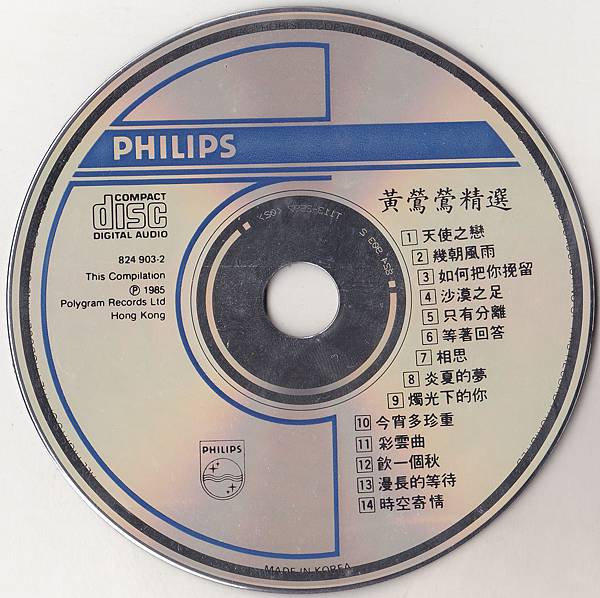 PHILIPS
COMPACT
disc
DIGITAL AUDIO
824 903-2
This Compilation
Ⓟ 1985
Polygram Records Ltd
Hong Kong
黃鶯鶯精選
1 天使之戀
2 幾朝風雨
3 如何把你挽留
4 沙漠之足
5 只有分離
6 等著回答
7 相思
8 炎夏的夢
9 燭光下的你
10 今宵多珍重
11 彩雲曲
12 飲一個秋
13 漫長的等待
14 時空寄情
PHILIPS
MADE IN KOREA